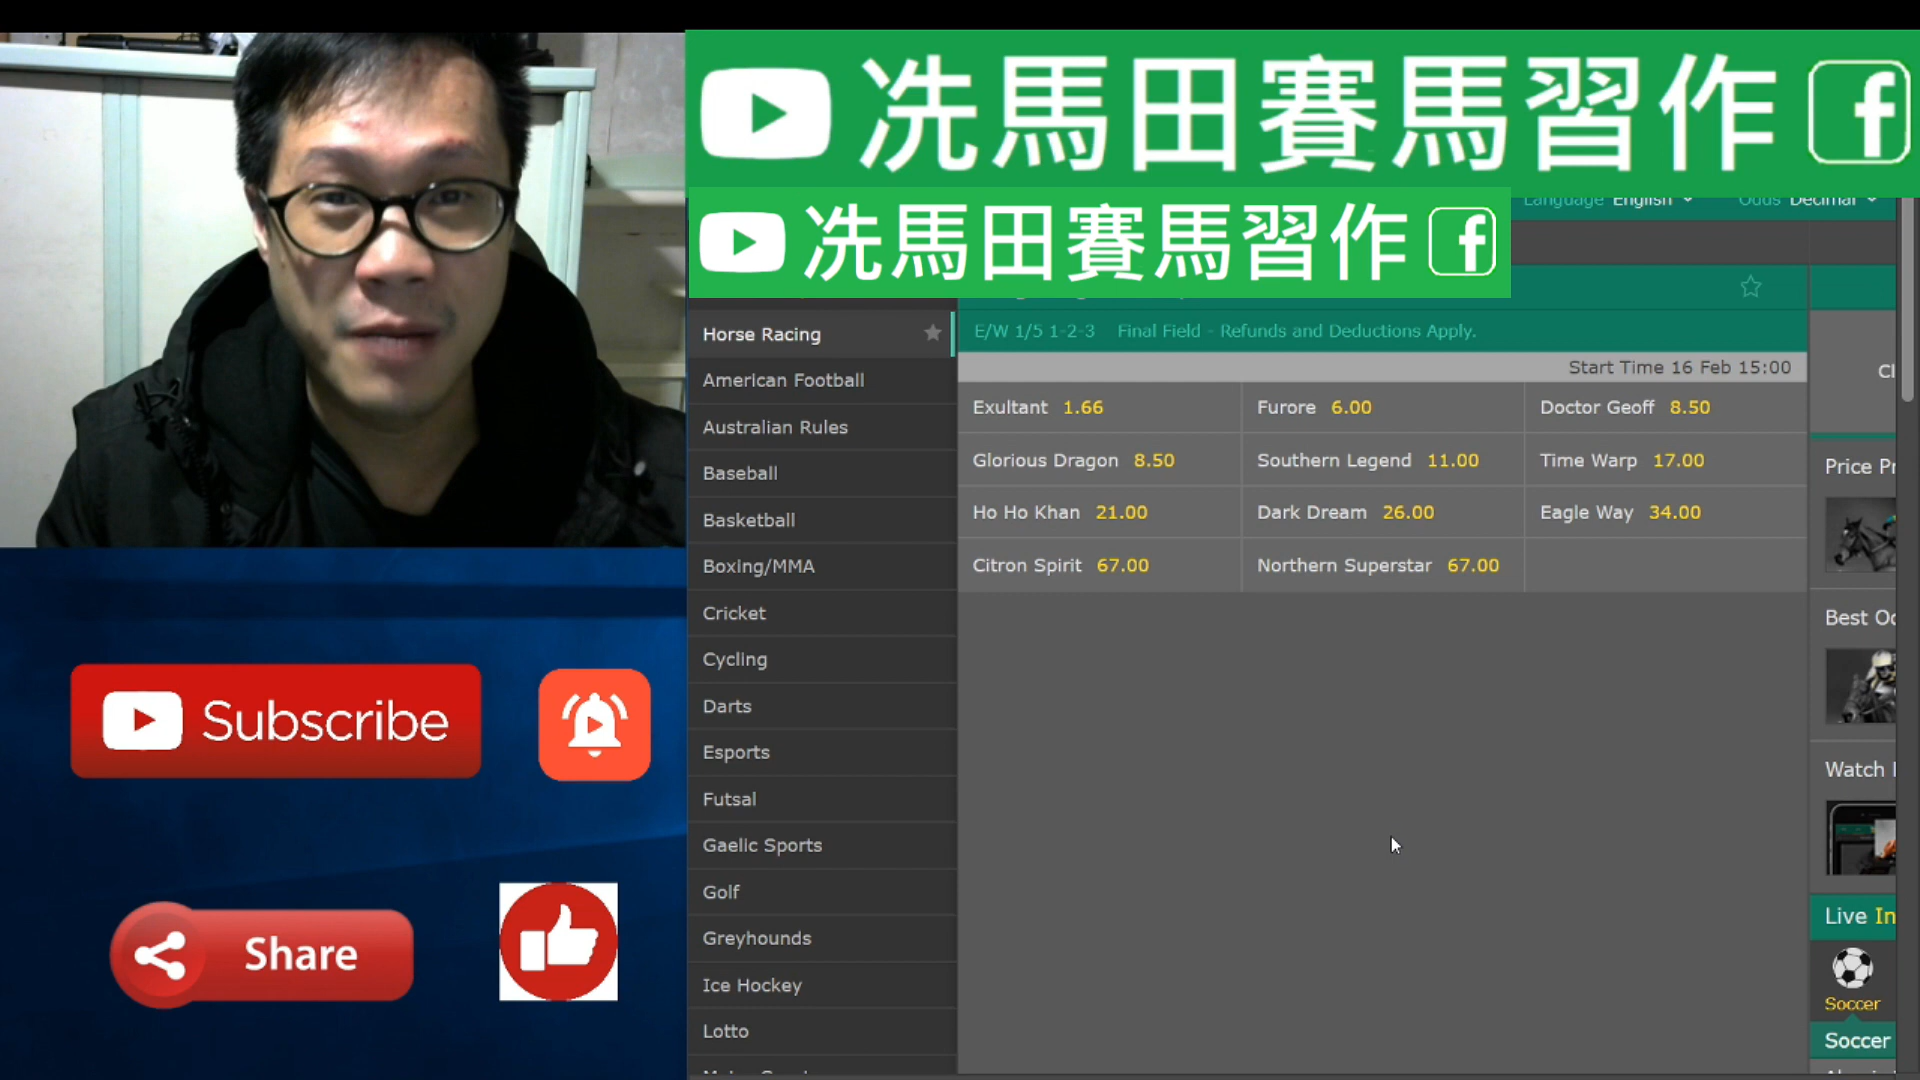 冼馬田賽馬習作
冼馬田賽馬習作
Language English
Odds Decimal
Horse Racing
American Football
Australian Rules
Baseball
Basketball
Boxing/MMA
Cricket
Cycling
Darts
Esports
Futsal
Gaelic Sports
Golf
Greyhounds
Ice Hockey
Lotto
E/W 1/5 1-2-3 Final Field - Refunds and Deductions Apply.
Start Time 16 Feb 15:00
Exultant 1.66
Furore 6.00
Doctor Geoff 8.50
Glorious Dragon 8.50
Southern Legend 11.00
Time Warp 17.00
Ho Ho Khan 21.00
Dark Dream 26.00
Eagle Way 34.00
Citron Spirit 67.00
Northern Superstar 67.00
Price
Best
Watch
Live In
Soccer
Soccer
Subscribe
Share